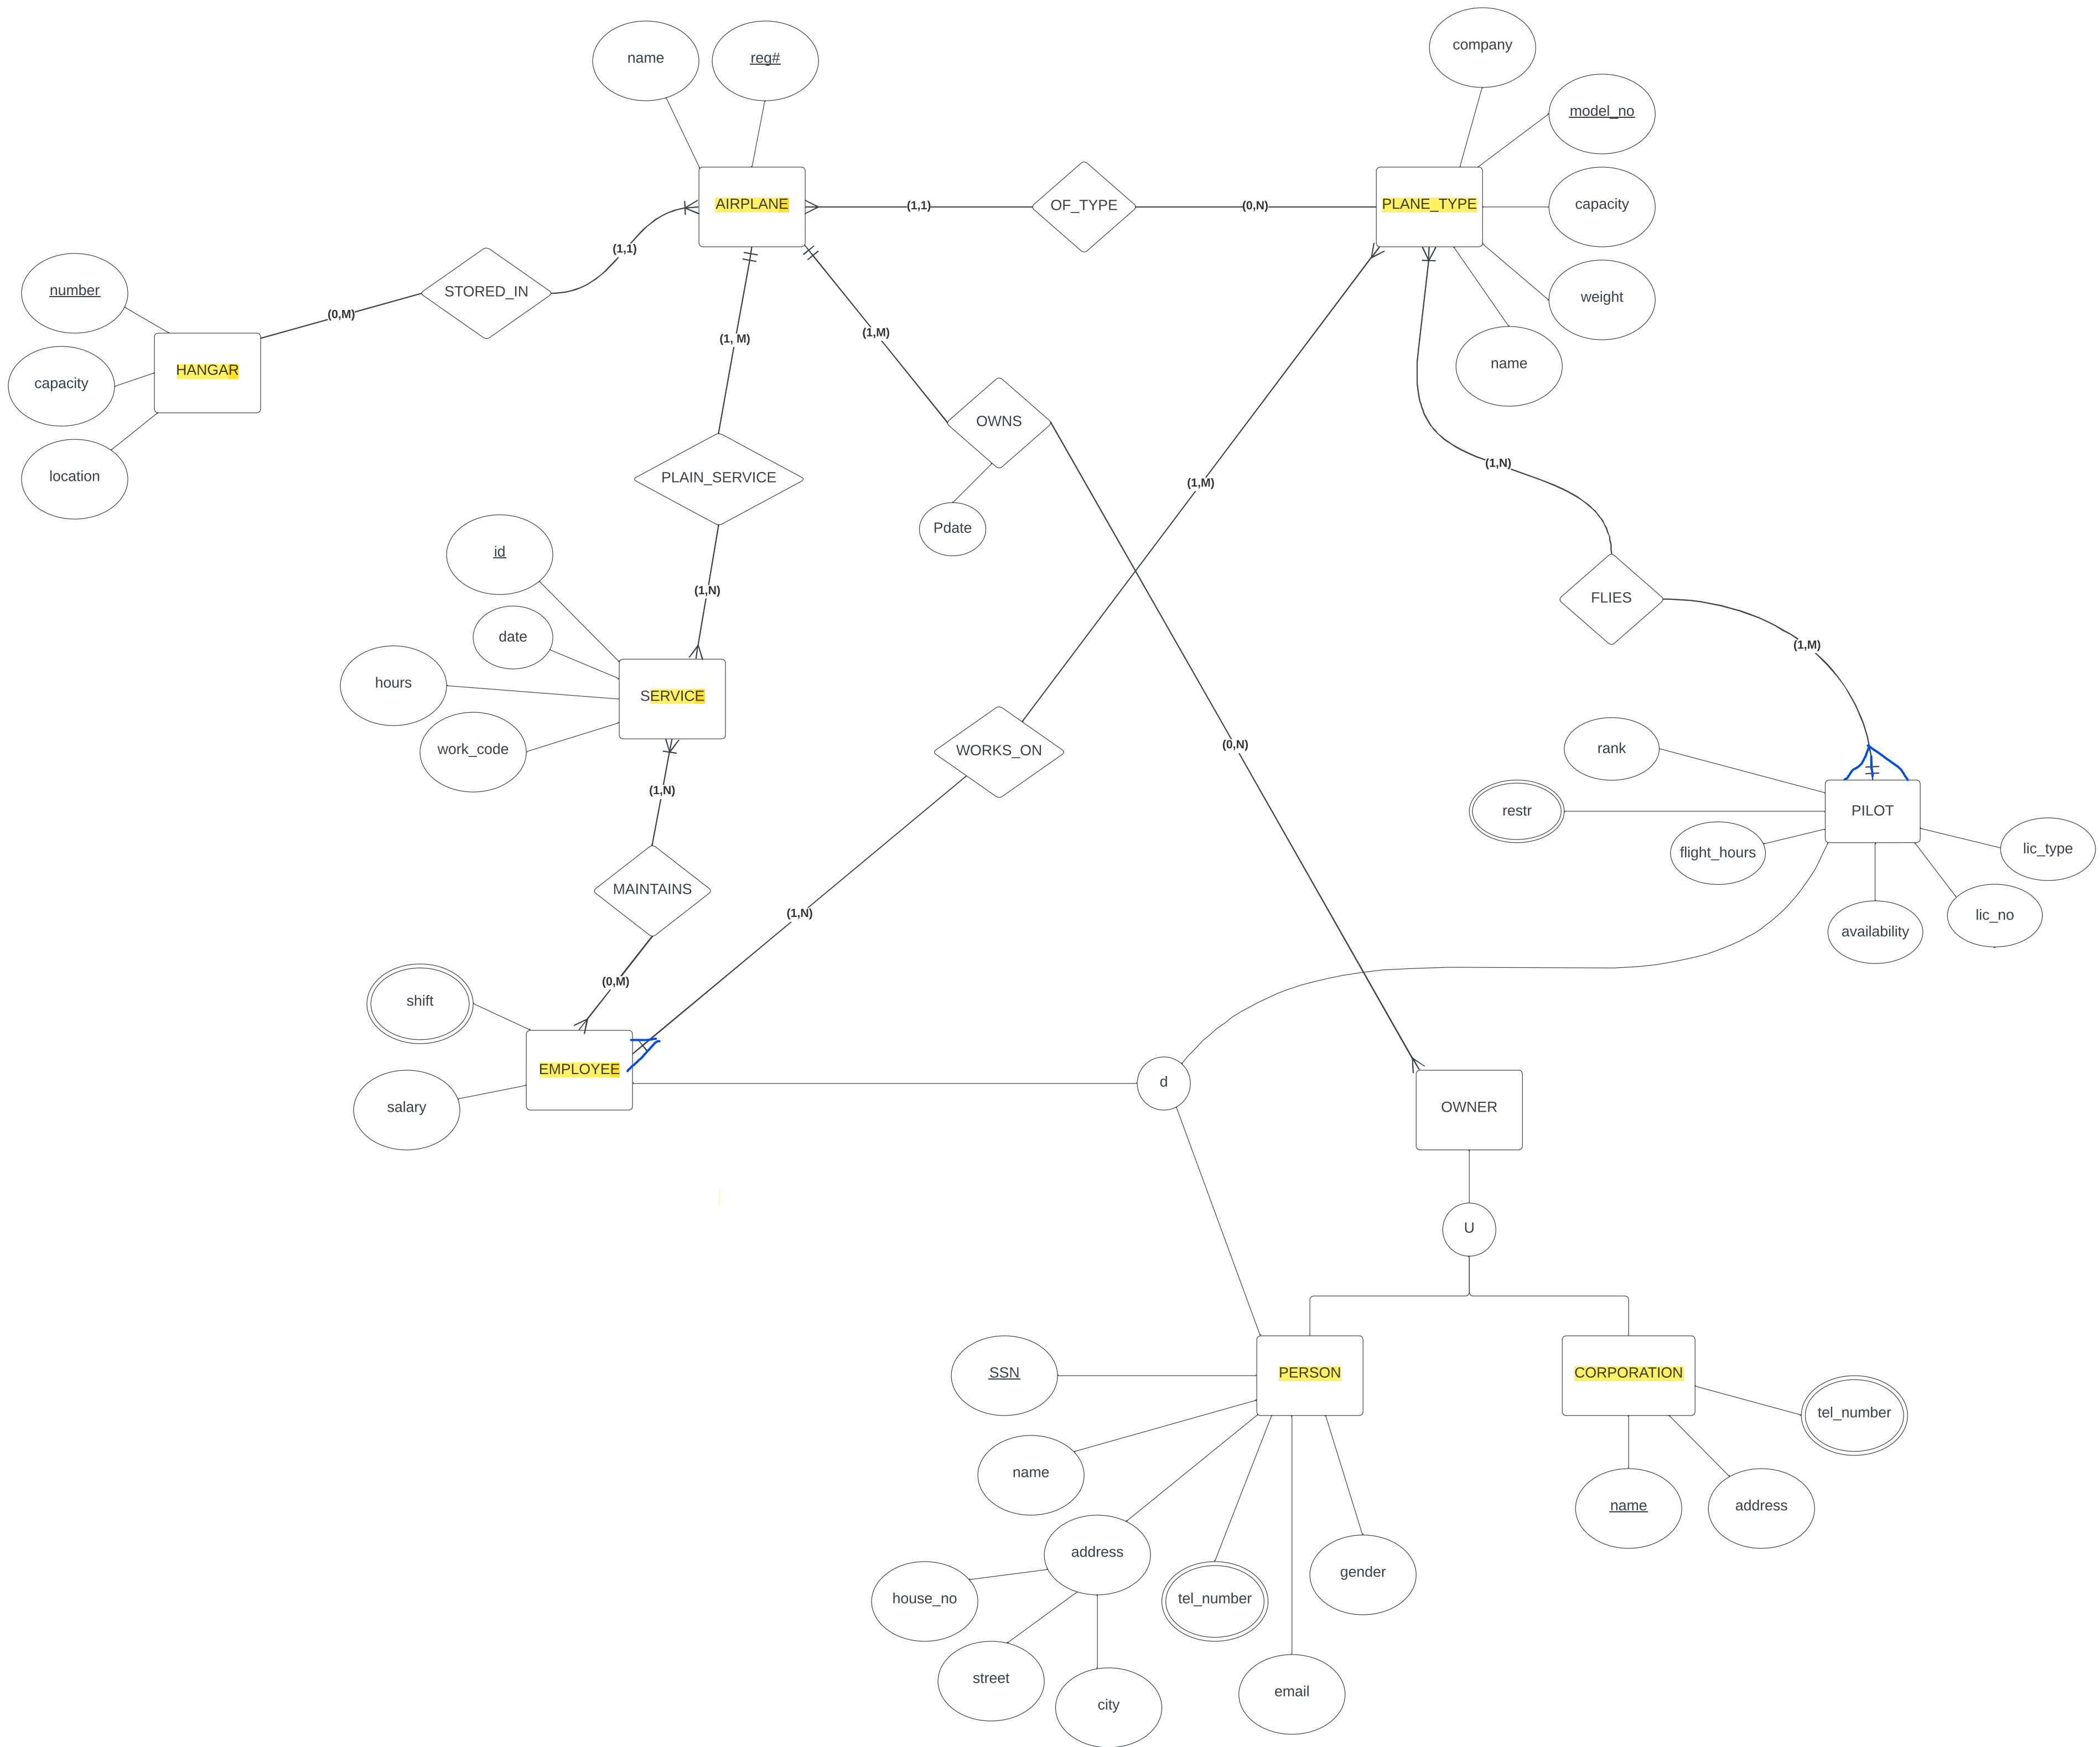 company
name
reg#
model_no
AIRPLANE
(1,1)
OF_TYPE
(0,N)
PLANE_TYPE
capacity
(1,1)
number
STORED_IN
weight
(0,M)
(1, M)
(1,M)
name
HANGAR
capacity
OWNS
(1,N)
location
PLAIN_SERVICE
(1,M)
Pdate
id
(1,N)
FLIES
date
(1,M)
hours
SERVICE
(0,N)
rank
work_code
WORKS_ON
(1,N)
restr
PILOT
flight_hours
lic_type
MAINTAINS
(1,N)
lic_no
availability
(0,M)
shift
EMPLOYEE
d
salary
OWNER
U
SSN
PERSON
CORPORATION
tel_number
name
name
address
address
gender
house_no
tel_number
street
email
city